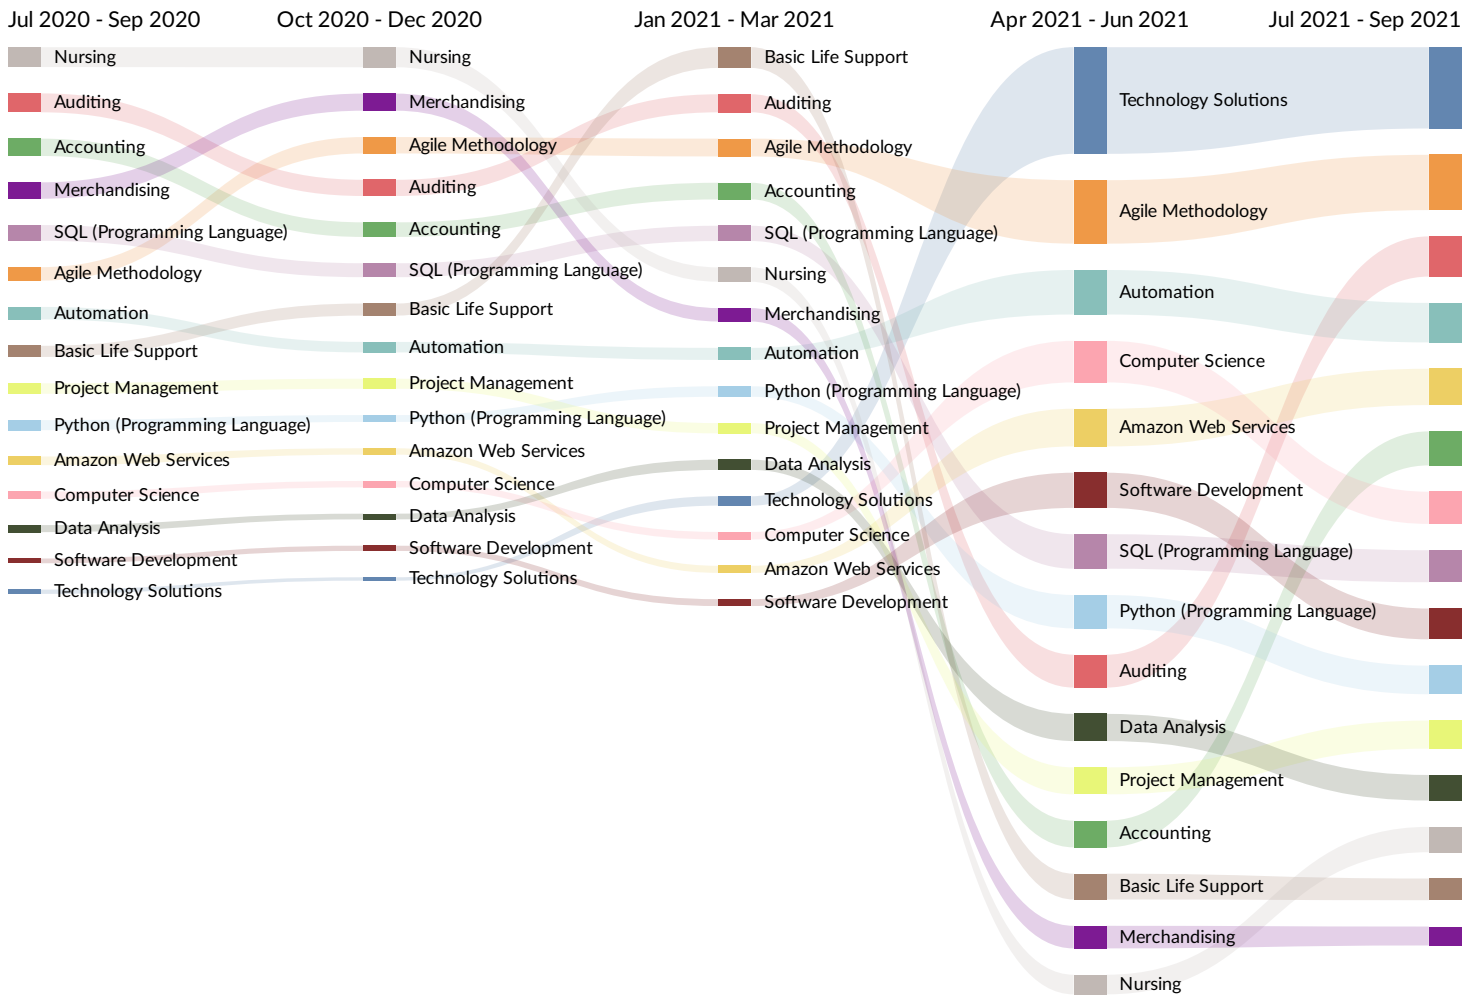 Jul 2020 - Sep 2020
Oct 2020 - Dec 2020
Jan 2021 - Mar 2021
Apr 2021 - Jun 2021
Jul 2021 - Sep 2021
Nursing
Auditing
Accounting
Merchandising
SQL (Programming Language)
Agile Methodology
Automation
Basic Life Support
Project Management
Python (Programming Language)
Amazon Web Services
Computer Science
Data Analysis
Software Development
Technology Solutions
Nursing
Merchandising
Agile Methodology
Auditing
Accounting
SQL (Programming Language)
Basic Life Support
Automation
Project Management
Python (Programming Language)
Amazon Web Services
Computer Science
Data Analysis
Software Development
Technology Solutions
Basic Life Support
Auditing
Agile Methodology
Accounting
SQL (Programming Language)
Nursing
Merchandising
Automation
Python (Programming Language)
Project Management
Data Analysis
Technology Solutions
Computer Science
Amazon Web Services
Software Development
Technology Solutions
Agile Methodology
Automation
Computer Science
Amazon Web Services
Software Development
SQL (Programming Language)
Python (Programming Language)
Auditing
Data Analysis
Project Management
Accounting
Basic Life Support
Merchandising
Nursing